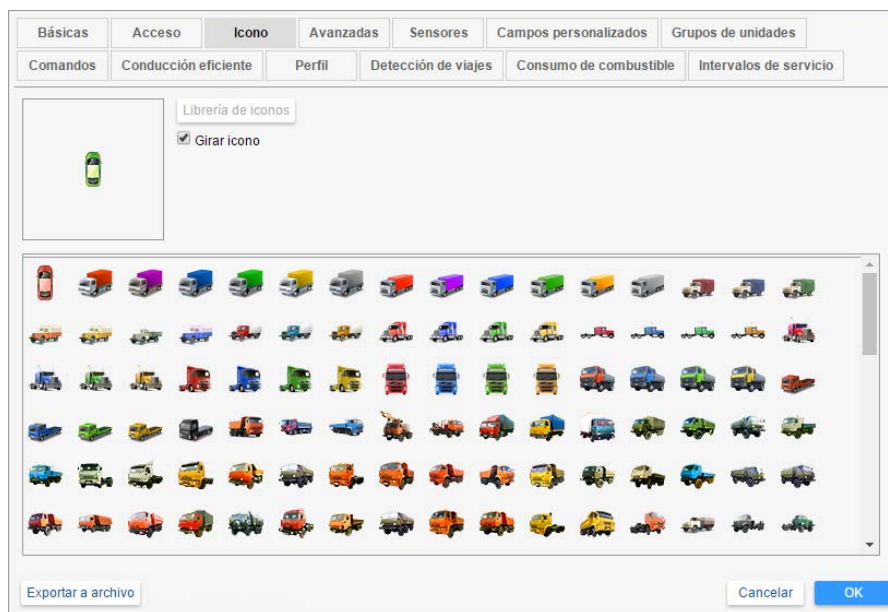 Básicas Acceso Icono Avanzadas Sensores Campos personalizados Grupos de unidades
Comandos Conducción eficiente Perfil Detección de viajes Consumo de combustible Intervalos de servicio
Librería de iconos
Girar icono
Exportar a archivo Cancelar OK